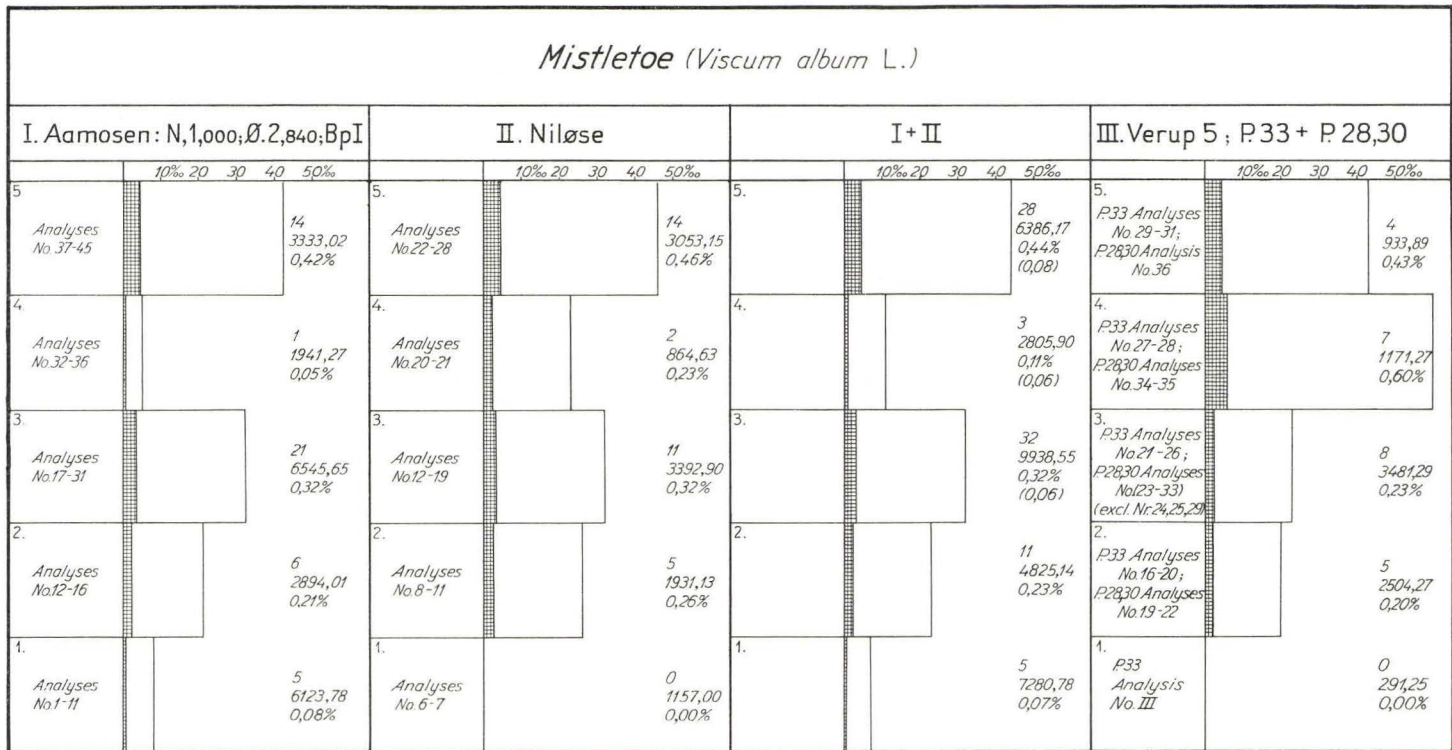 Mistletoe (Viscum album L.)
I. Aamosen: N,1,000; Ø.2,840; BpI
10‰ 20 30 40 50‰
5
Analyses
No. 37-45
14
3333,02
0,42%
4.
Analyses
No. 32-36
1
1941,27
0,05%
3.
Analyses
No. 17-31
21
6545,65
0,32%
2.
Analyses
No. 12-16
6
2894,01
0,21%
1.
Analyses
No. 1-11
5
6123,78
0,08%
II. Niløse
10‰ 20 30 40 50‰
5.
Analyses
No. 22-28
14
3053,15
0,46%
4.
Analyses
No. 20-21
2
864,63
0,23%
3.
Analyses
No. 12-19
11
3392,90
0,32%
2.
Analyses
No. 8-11
5
1931,13
0,26%
1.
Analyses
No. 6-7
0
1157,00
0,00%
I+II
10‰ 20 30 40 50‰
5.
28
6386,17
0,44%
(0,08)
4.
3
2805,90
0,11%
(0,06)
3.
32
9938,55
0,32%
(0,06)
2.
11
4825,14
0,23%
1.
5
7280,78
0,07%
III. Verup 5; P.33 + P. 28,30
10‰ 20 30 40 50‰
5.
P.33 Analyses
No. 29-31;
P.28,30 Analysis
No. 36
4
933,89
0,43%
4.
P.33 Analyses
No. 27-28;
P.28,30 Analyses
No. 34-35
7
1171,27
0,60%
3.
P.33 Analyses
No. 21-26;
P.28,30 Analyses
No.(23-33)
(excl. Nr. 24,25,29)
8
3481,29
0,23%
2.
P.33 Analyses
No. 16-20;
P.28,30 Analyses
No. 19-22
5
2504,27
0,20%
1.
P.33
Analysis
No. III
0
291,25
0,00%